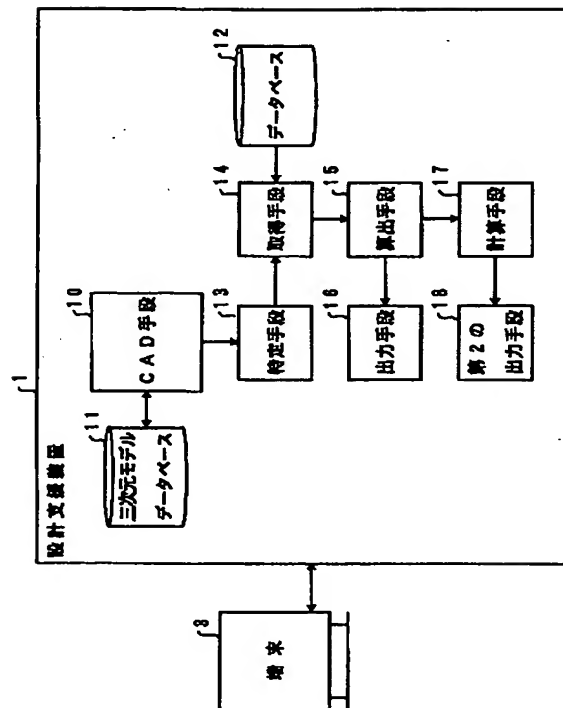 1
設計支援装置
11
三次元モデル
データベース
10
CAD手段
12
データベース
13
特定手段
14
取得手段
16
出力手段
15
算出手段
18
第2の
出力手段
17
計算手段
3
端末